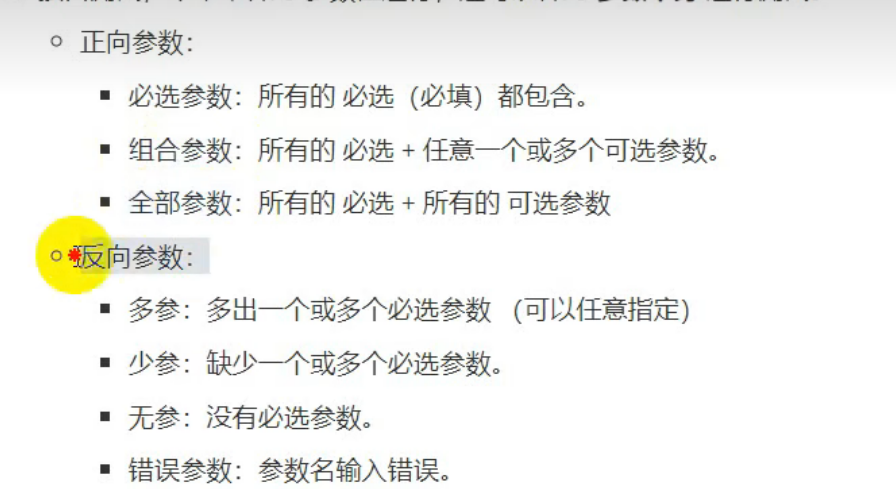 正向参数：
必选参数：所有的 必选（必填）都包含。
组合参数：所有的 必选 + 任意一个或多个可选参数。
全部参数：所有的 必选 + 所有的 可选参数
反向参数：
多参：多出一个或多个必选参数 （可以任意指定）
少参：缺少一个或多个必选参数。
无参：没有必选参数。
错误参数：参数名输入错误。